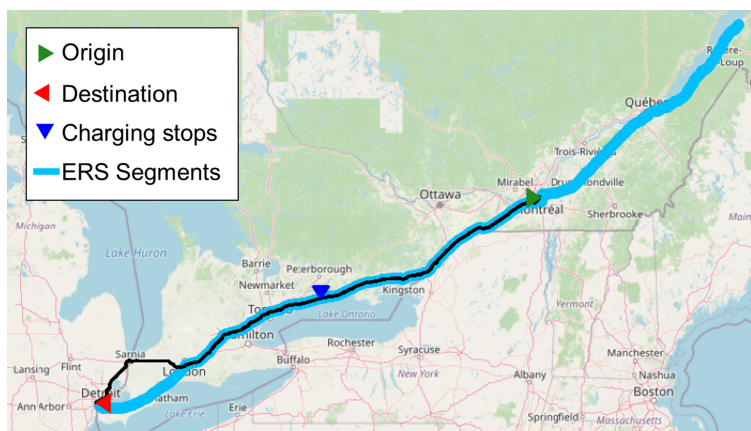 Origin
Destination
Charging stops
ERS Segments
Rivière-
Loup
Québec
Trois-Rivières
Mirabel
Drummondville
Ottawa
Montréal
Sherbrooke
Michigan
Lake Huron
Barrie
Peterborough
Newmarket
Kingston
Lake Ontario
Hamilton
Vermont
Rochester
Sarnia
Flint
Lansing
London
Buffalo
Syracuse
Manchester
New York
Albany
Nashua
Detroit
Ann Arbor
Chatham
Lake Erie
Erie
Boston
Springfield
Massachusetts